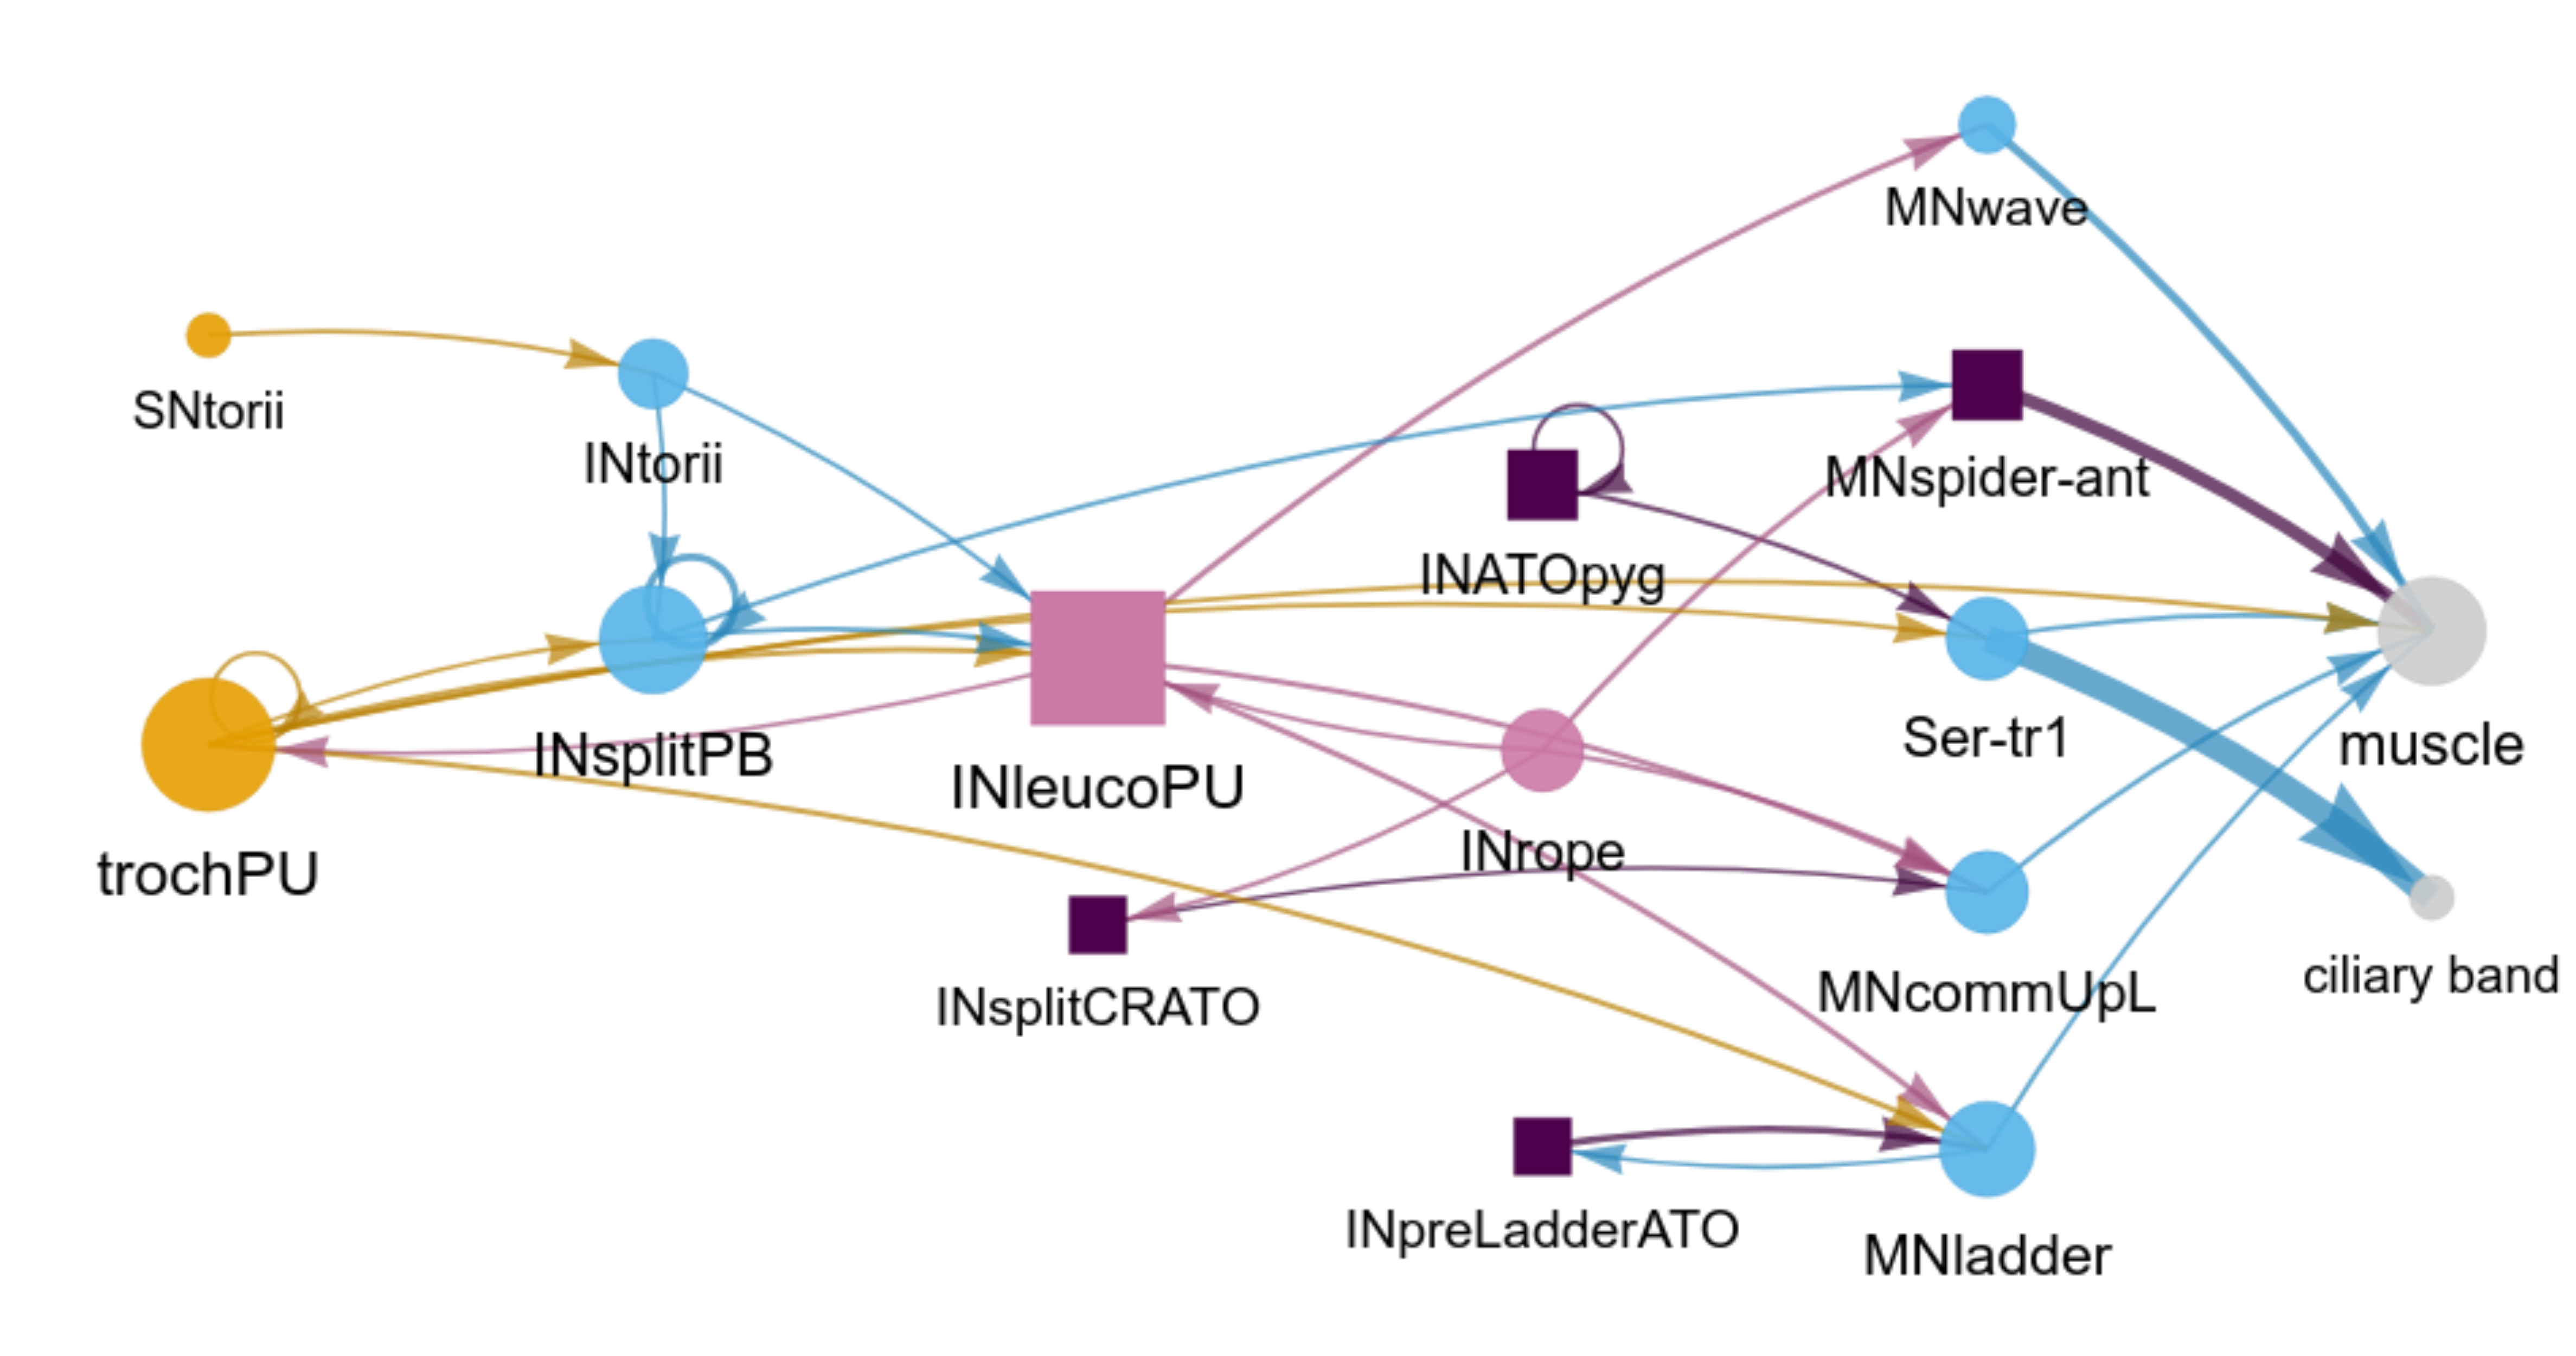 MNwave
SNtorii
INtorii
MNspider-ant
INATOpyg
Ser-tr1
muscle
INsplitPB
INleucoPU
INrope
trochPU
ciliary band
MNcommUpL
INsplitCRATO
INpreLadderATO
MNladder